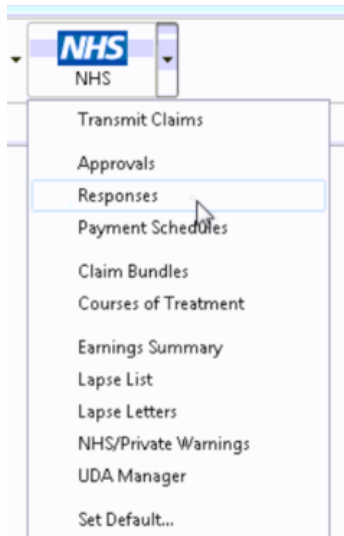 NHS
NHS
Transmit Claims
Approvals
Responses
Payment Schedules
Claim Bundles
Courses of Treatment
Earnings Summary
Lapse List
Lapse Letters
NHS/Private Warnings
UDA Manager
Set Default...